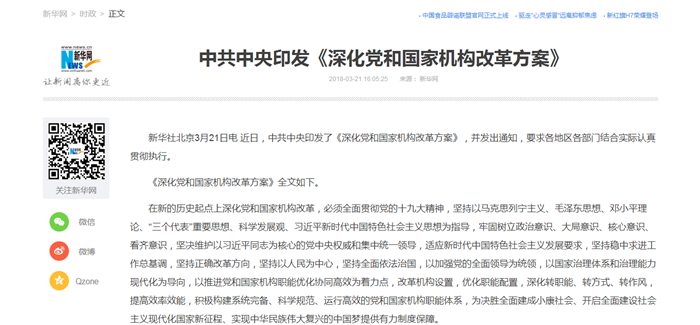 新华网 > 时政 > 正文
· 中国食品辟谣联盟官网正式上线 · 驱走"心灵感冒"远离抑郁焦虑 · 新红旗H7荣耀登场
www.news.cn
新华网
NEWS
www.xinhuanet.com
让新闻离你更近
中共中央印发《深化党和国家机构改革方案》
2018-03-21 16:05:25 来源: 新华网
关注新华网
微信
微博
Qzone
新华社北京3月21日电 近日，中共中央印发了《深化党和国家机构改革方案》，并发出通知，要求各地区各部门结合实际认真
贯彻执行。
《深化党和国家机构改革方案》全文如下。
在新的历史起点上深化党和国家机构改革，必须全面贯彻党的十九大精神，坚持以马克思列宁主义、毛泽东思想、邓小平理
论、“三个代表”重要思想、科学发展观、习近平新时代中国特色社会主义思想为指导，牢固树立政治意识、大局意识、核心意识、
看齐意识，坚决维护以习近平同志为核心的党中央权威和集中统一领导，适应新时代中国特色社会主义发展要求，坚持稳中求进工
作总基调，坚持正确改革方向，坚持以人民为中心，坚持全面依法治国，以加强党的全面领导为统领，以国家治理体系和治理能力
现代化为导向，以推进党和国家机构职能优化协同高效为着力点，改革机构设置，优化职能配置，深化转职能、转方式、转作风，
提高效率效能，积极构建系统完备、科学规范、运行高效的党和国家机构职能体系，为决胜全面建成小康社会、开启全面建设社会
主义现代化国家新征程、实现中华民族伟大复兴的中国梦提供有力制度保障。